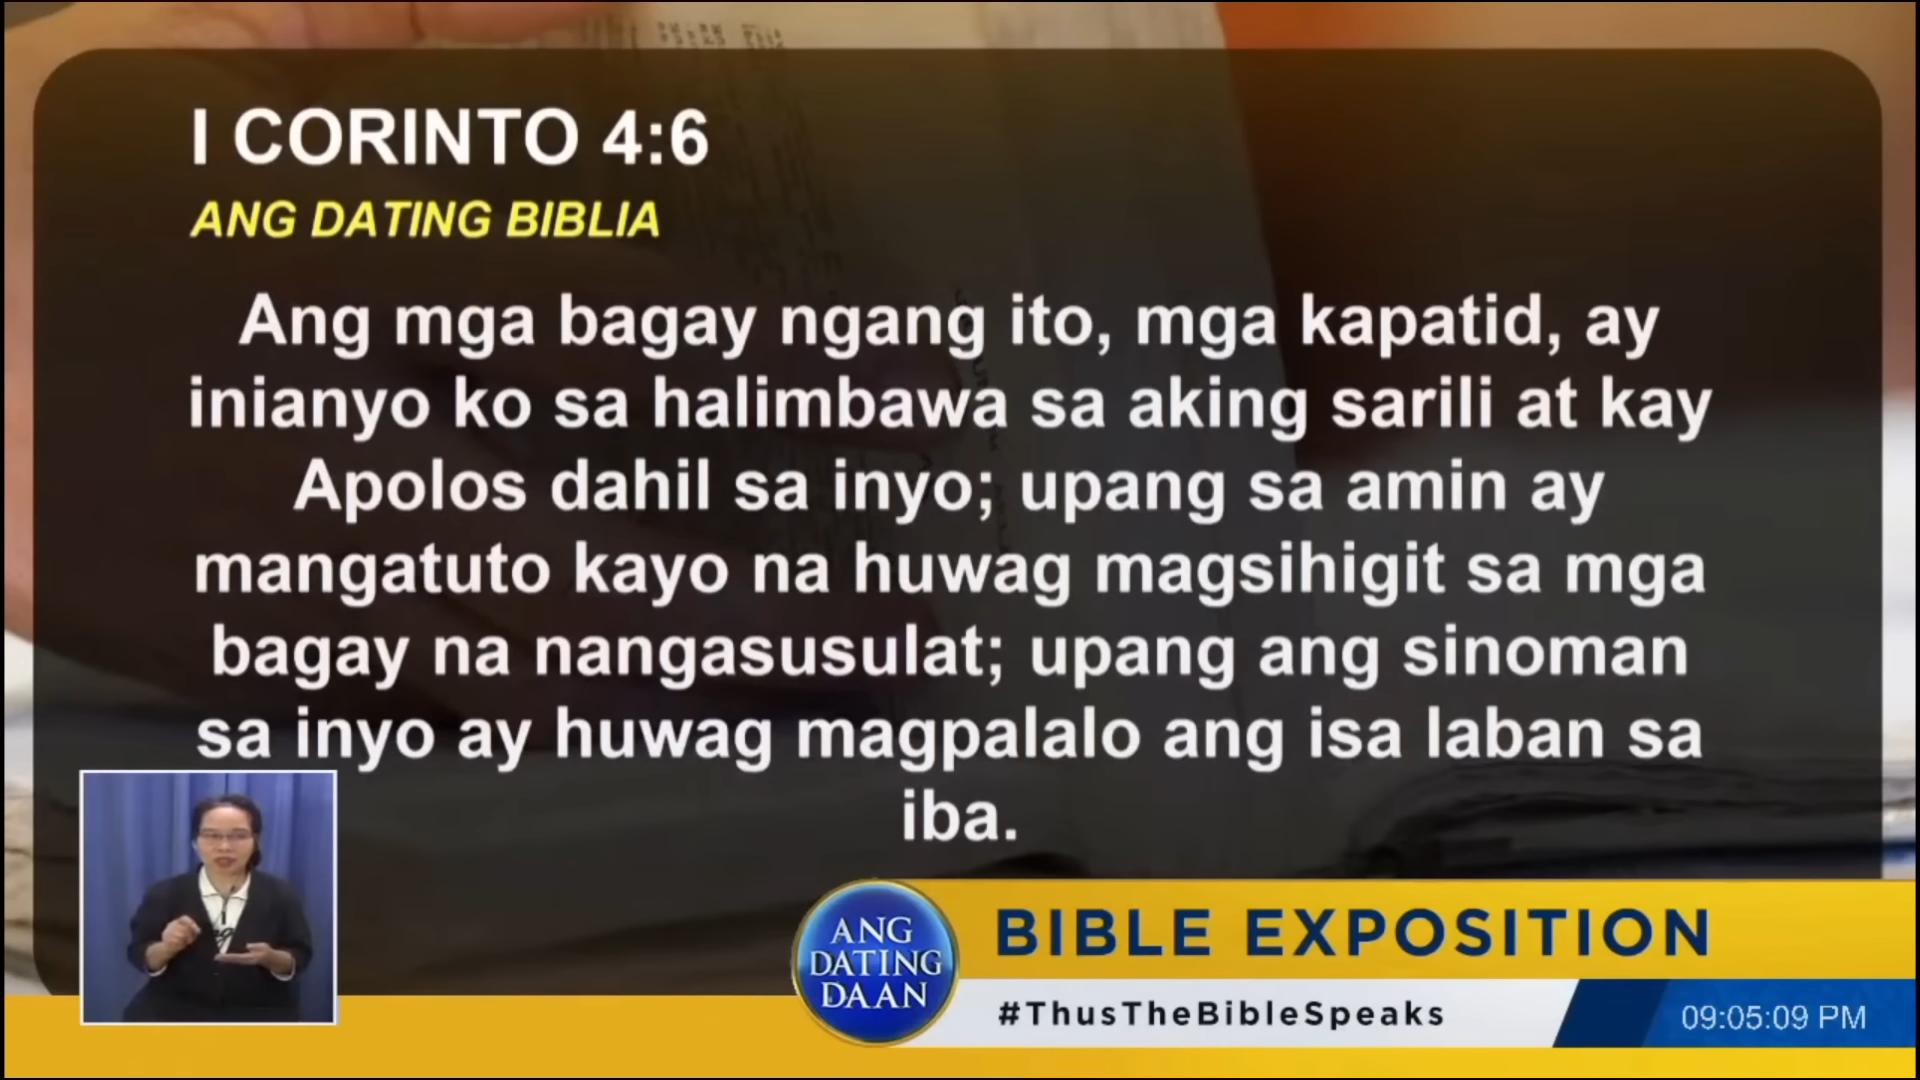 I CORINTO 4:6
ANG DATING BIBLIA
Ang mga bagay ngang ito, mga kapatid, ay
inianyo ko sa halimbawa sa aking sarili at kay
Apolos dahil sa inyo; upang sa amin ay
mangatuto kayo na huwag magsihigit sa mga
bagay na nangasusulat; upang ang sinoman
sa inyo ay huwag magpalalo ang isa laban sa
iba.
ANG
DATING
DAAN
BIBLE EXPOSITION
#ThusTheBibleSpeaks
09:05:09 PM